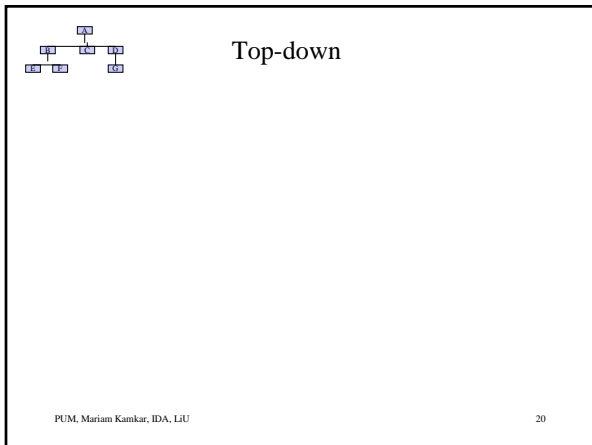 A
B C D
E F G
Top-down
PUM, Mariam Kamkar, IDA, LiU 20